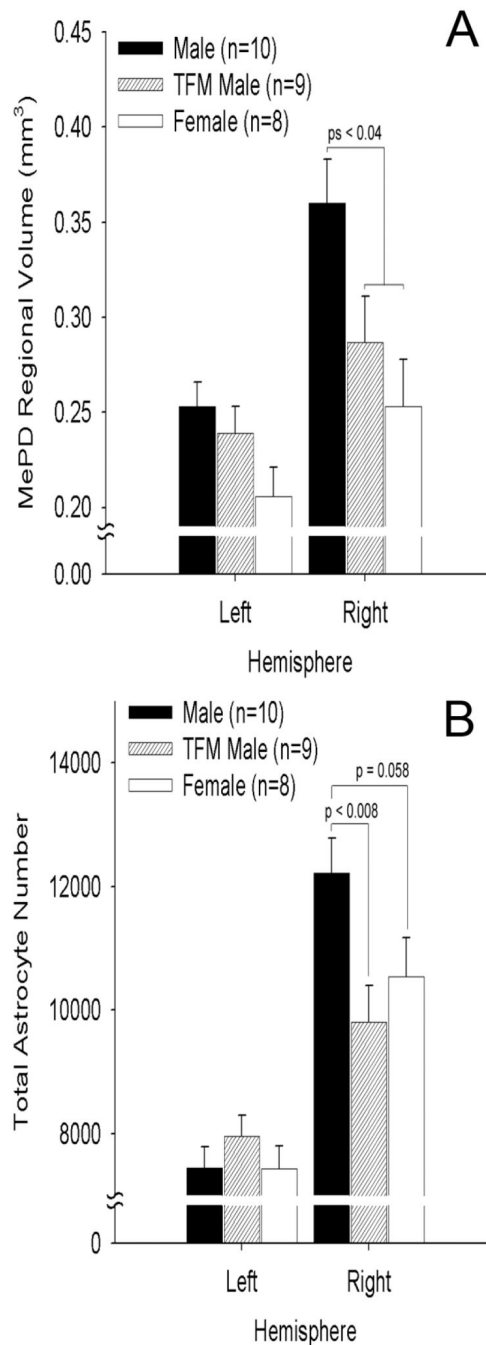 A
Male (n=10)
TFM Male (n=9)
Female (n=8)
ps < 0.04
MePD Regional Volume (mm³)
0.45
0.40
0.35
0.30
0.25
0.20
0.00
Left Right
Hemisphere
B
Male (n=10)
TFM Male (n=9)
Female (n=8)
p = 0.058
p < 0.008
Total Astrocyte Number
14000
12000
10000
8000
0
Left Right
Hemisphere